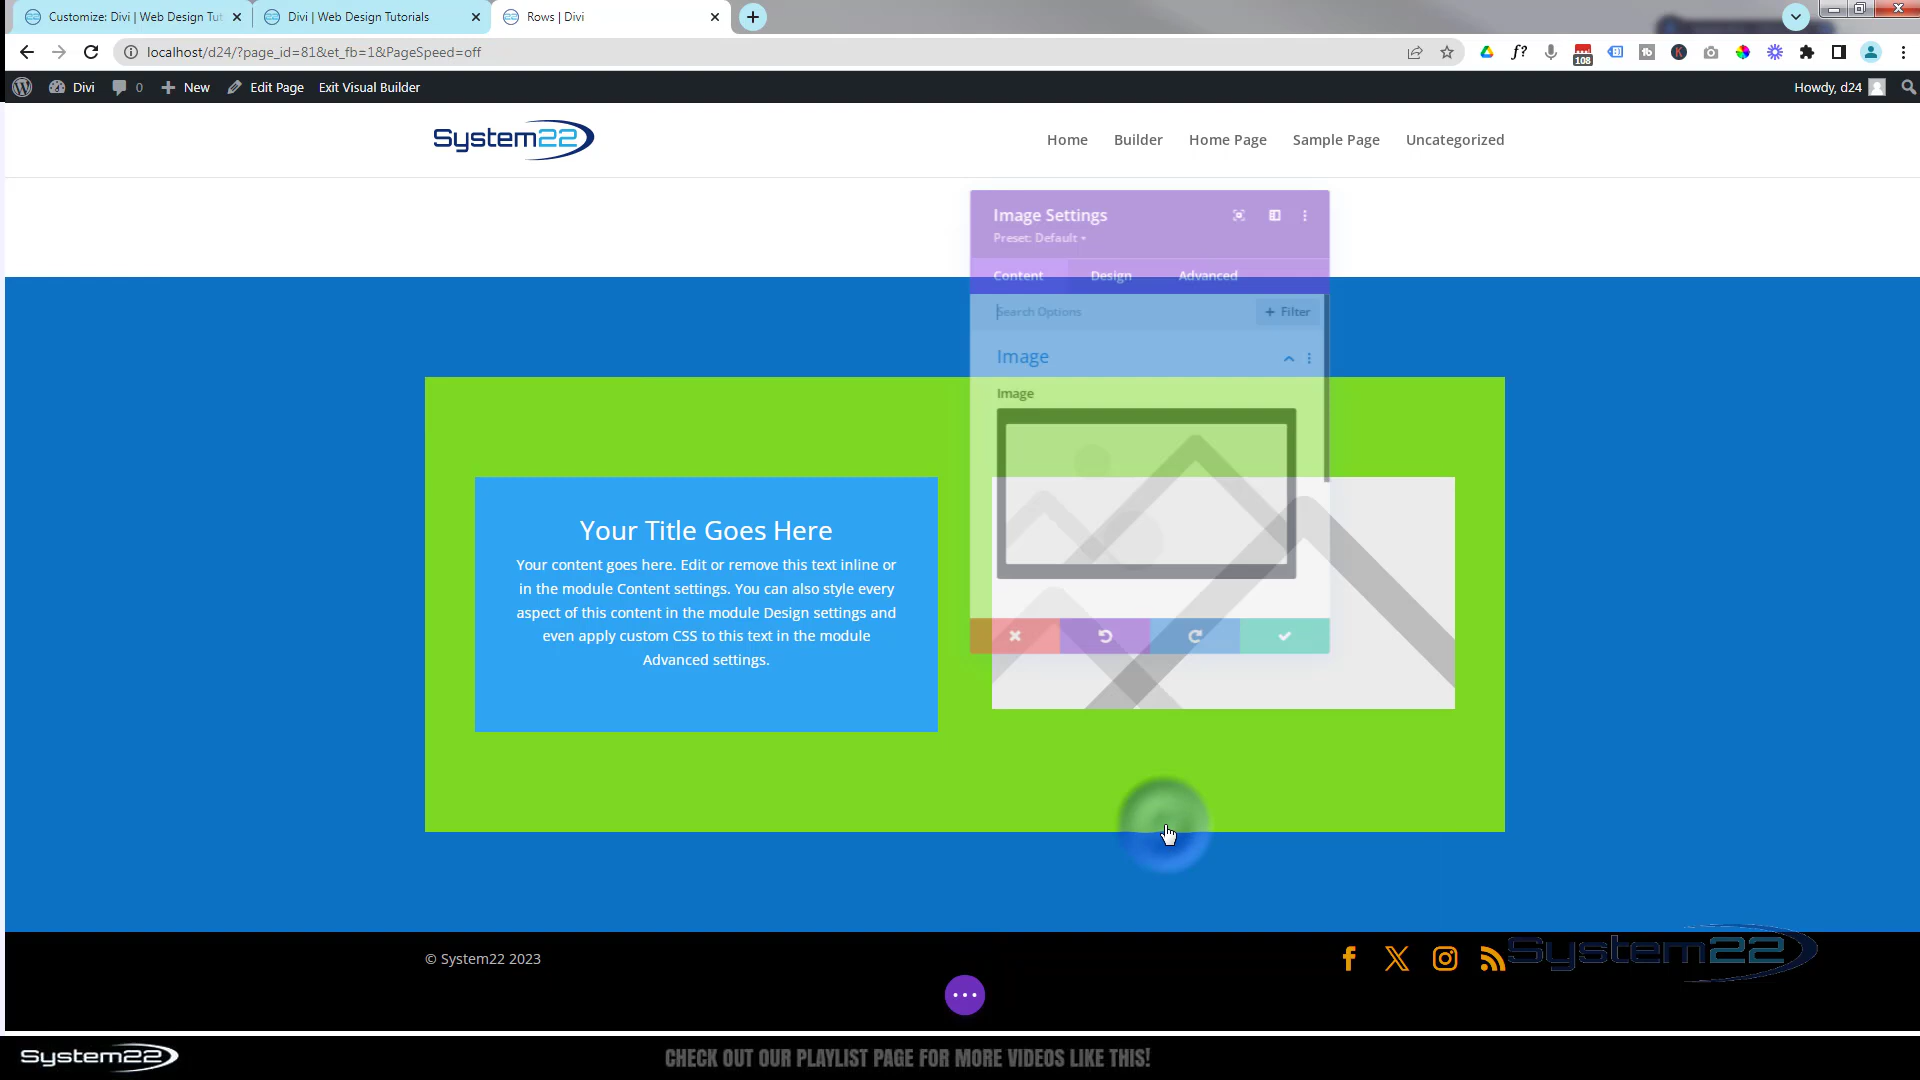 Customize: Divi | Web Design Tut
Divi | Web Design Tutorials
Rows | Divi
localhost/d24/?page_id=81&et_fb=1&PageSpeed=off
f?
108
tb
K
Divi
0
New
Edit Page
Exit Visual Builder
Howdy, d24
System22
Home
Builder
Home Page
Sample Page
Uncategorized
Image Settings
Preset: Default
Content
Design
Advanced
Search Options
+ Filter
Image
Image
Your Title Goes Here
Your content goes here. Edit or remove this text inline or
in the module Content settings. You can also style every
aspect of this content in the module Design settings and
even apply custom CSS to this text in the module
Advanced settings.
© System22 2023
System22
System22
CHECK OUT OUR PLAYLIST PAGE FOR MORE VIDEOS LIKE THIS!